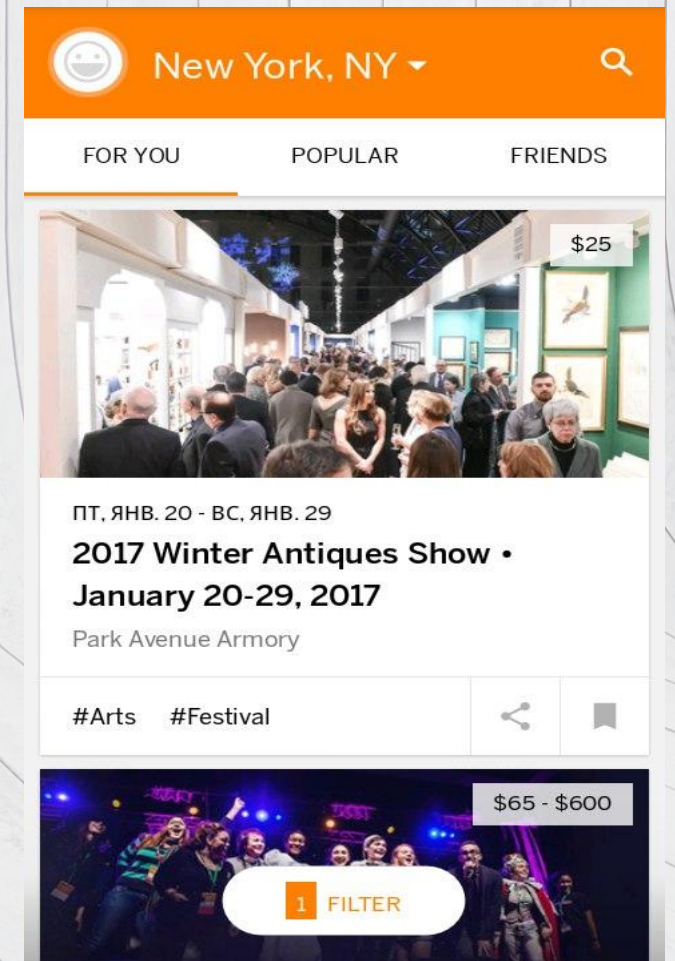 New York, NY
FOR YOU
POPULAR
FRIENDS
$25
ПТ, ЯНВ. 20 - ВС, ЯНВ. 29
2017 Winter Antiques Show •
January 20-29, 2017
Park Avenue Armory
#Arts #Festival
$65 - $600
1 FILTER